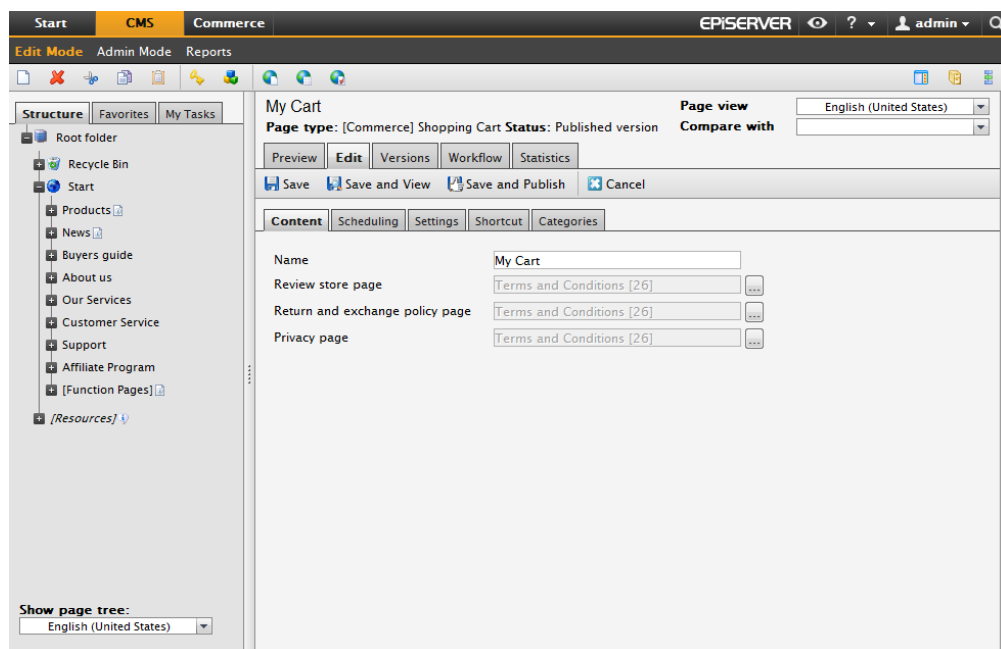 Start CMS Commerce EPiSERVER ? admin
Edit Mode Admin Mode Reports
Structure Favorites My Tasks
Root folder
Recycle Bin
Start
Products
News
Buyers guide
About us
Our Services
Customer Service
Support
Affiliate Program
[Function Pages]
[Resources]
Show page tree:
English (United States)
My Cart
Page type: [Commerce] Shopping Cart Status: Published version
Page view English (United States)
Compare with
Preview Edit Versions Workflow Statistics
Save Save and View Save and Publish Cancel
Content Scheduling Settings Shortcut Categories
Name My Cart
Review store page Terms and Conditions [26] ...
Return and exchange policy page Terms and Conditions [26] ...
Privacy page Terms and Conditions [26] ...